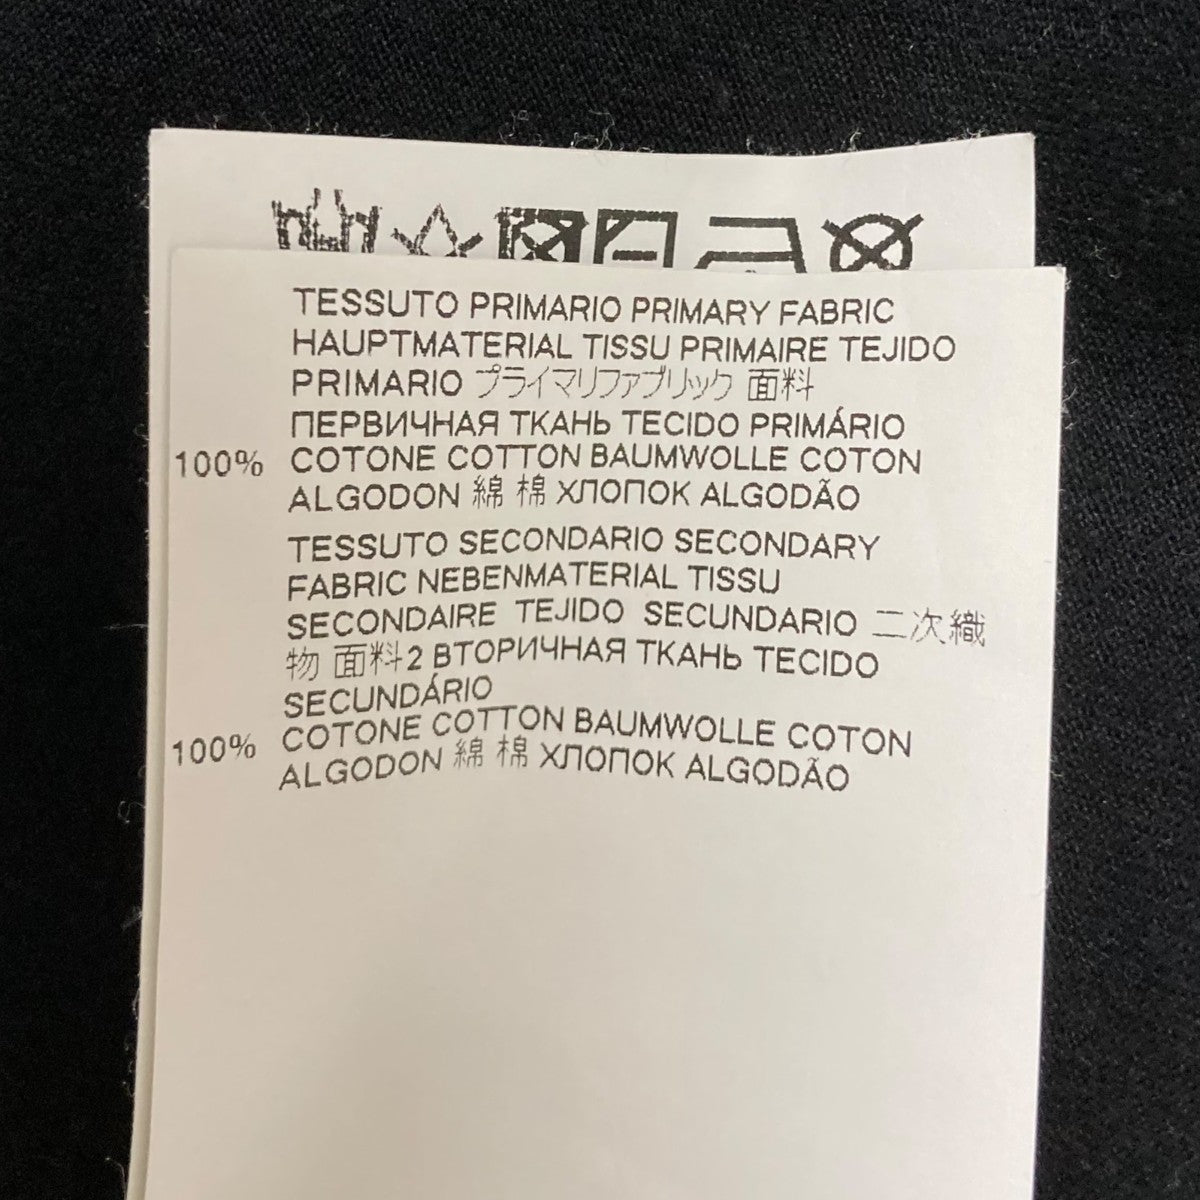 TESSUTO PRIMARIO PRIMARY FABRIC
HAUPTMATERIAL TISSU PRIMAIRE TEJIDO
PRIMARIO プライマリファブリック 面料
ПЕРВИЧНАЯ ТКАНЬ TECIDO PRIMÁRIO
100% COTONE COTTON BAUMWOLLE COTON
ALGODON 綿 棉 ХЛОПОК ALGODÃO
TESSUTO SECONDARIO SECONDARY
FABRIC NEBENMATERIAL TISSU
SECONDAIRE TEJIDO SECUNDARIO 二次織
物 面料2 ВТОРИЧНАЯ ТКАНЬ TECIDO
SECUNDÁRIO
100% COTONE COTTON BAUMWOLLE COTON
ALGODON 綿 棉 ХЛОПОК ALGODÃO